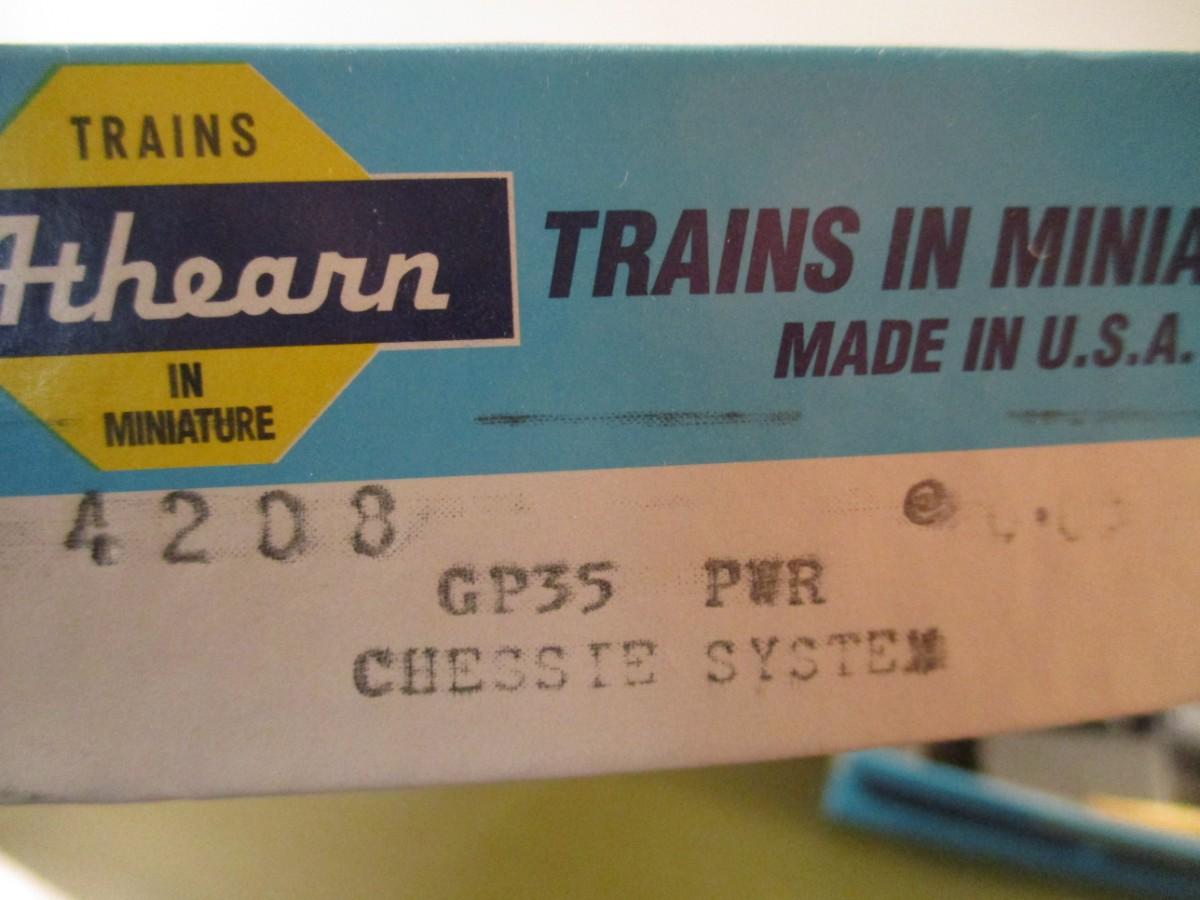 TRAINS
Athearn
IN
MINIATURE
TRAINS IN MINIA
MADE IN U.S.A.
4208
GP35 PWR
CHESSIE SYSTEM